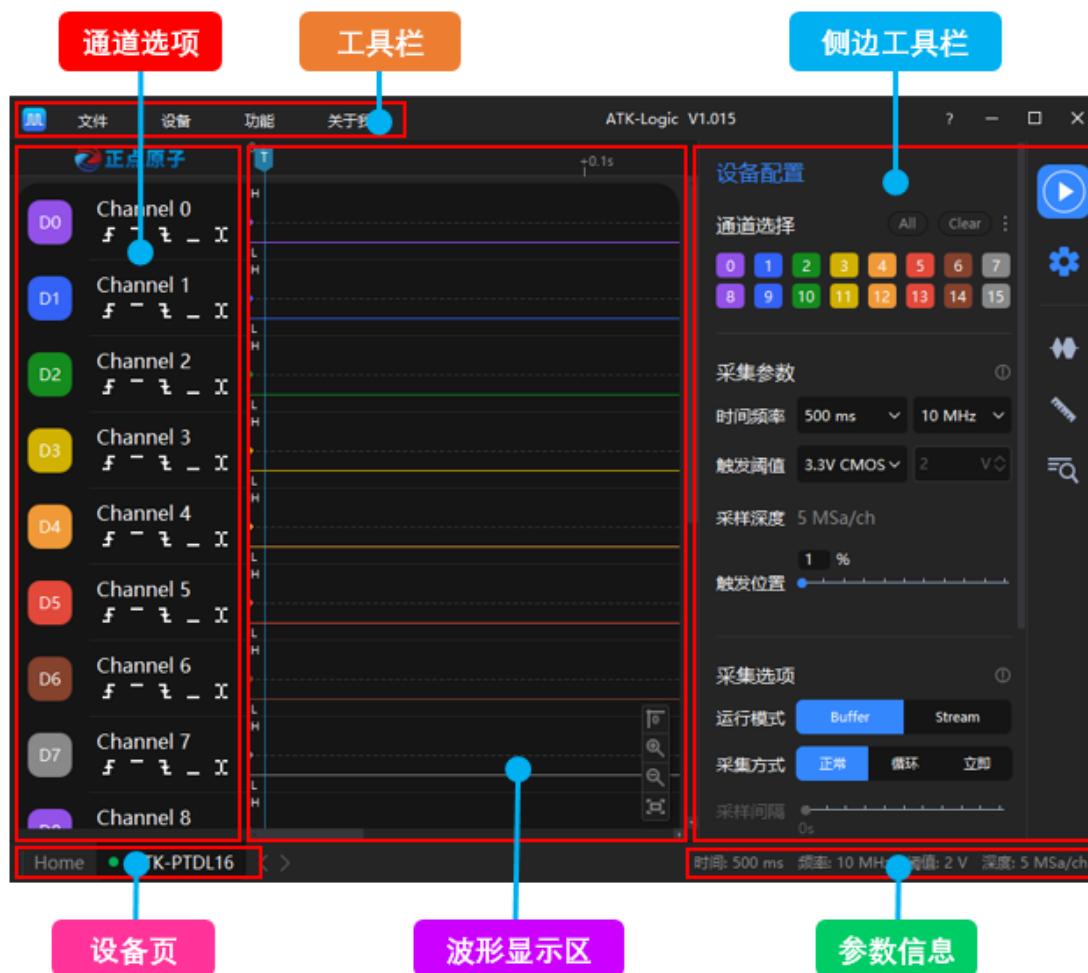 通道选项 工具栏 侧边工具栏
文件 设备 功能 关于我 ATK-Logic V1.015 ?
正点原子
T +0.1s
设备配置
通道选择 All Clear
0 1 2 3 4 5 6 7
8 9 10 11 12 13 14 15
采集参数
时间频率 500 ms 10 MHz
触发阈值 3.3V CMOS 2 V
采样深度 5 MSa/ch
1 %
触发位置
采集选项
运行模式 Buffer Stream
采集方式 正常 循环 立即
采样间隔
0s
D0 Channel 0
H
L
D1 Channel 1
H
L
D2 Channel 2
H
L
D3 Channel 3
H
L
D4 Channel 4
H
L
D5 Channel 5
H
L
D6 Channel 6
H
L
D7 Channel 7
H
L
Channel 8
H
Home TK-PTDL16
时间: 500 ms 频率: 10 MH 值: 2 V 深度: 5 MSa/ch
设备页 波形显示区 参数信息